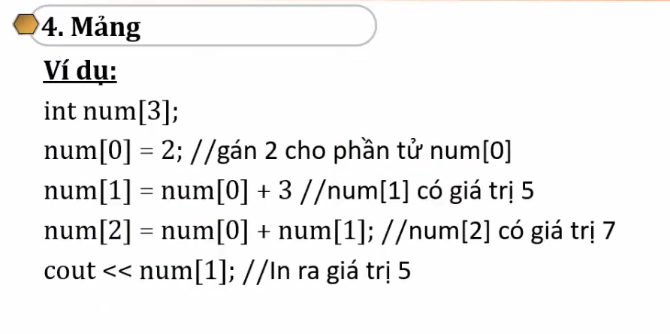 4. Mảng
Ví dụ:
int num[3];
num[0] = 2; //gán 2 cho phần tử num[0]
num[1] = num[0] + 3 //num[1] có giá trị 5
num[2] = num[0] + num[1]; //num[2] có giá trị 7
cout << num[1]; //In ra giá trị 5